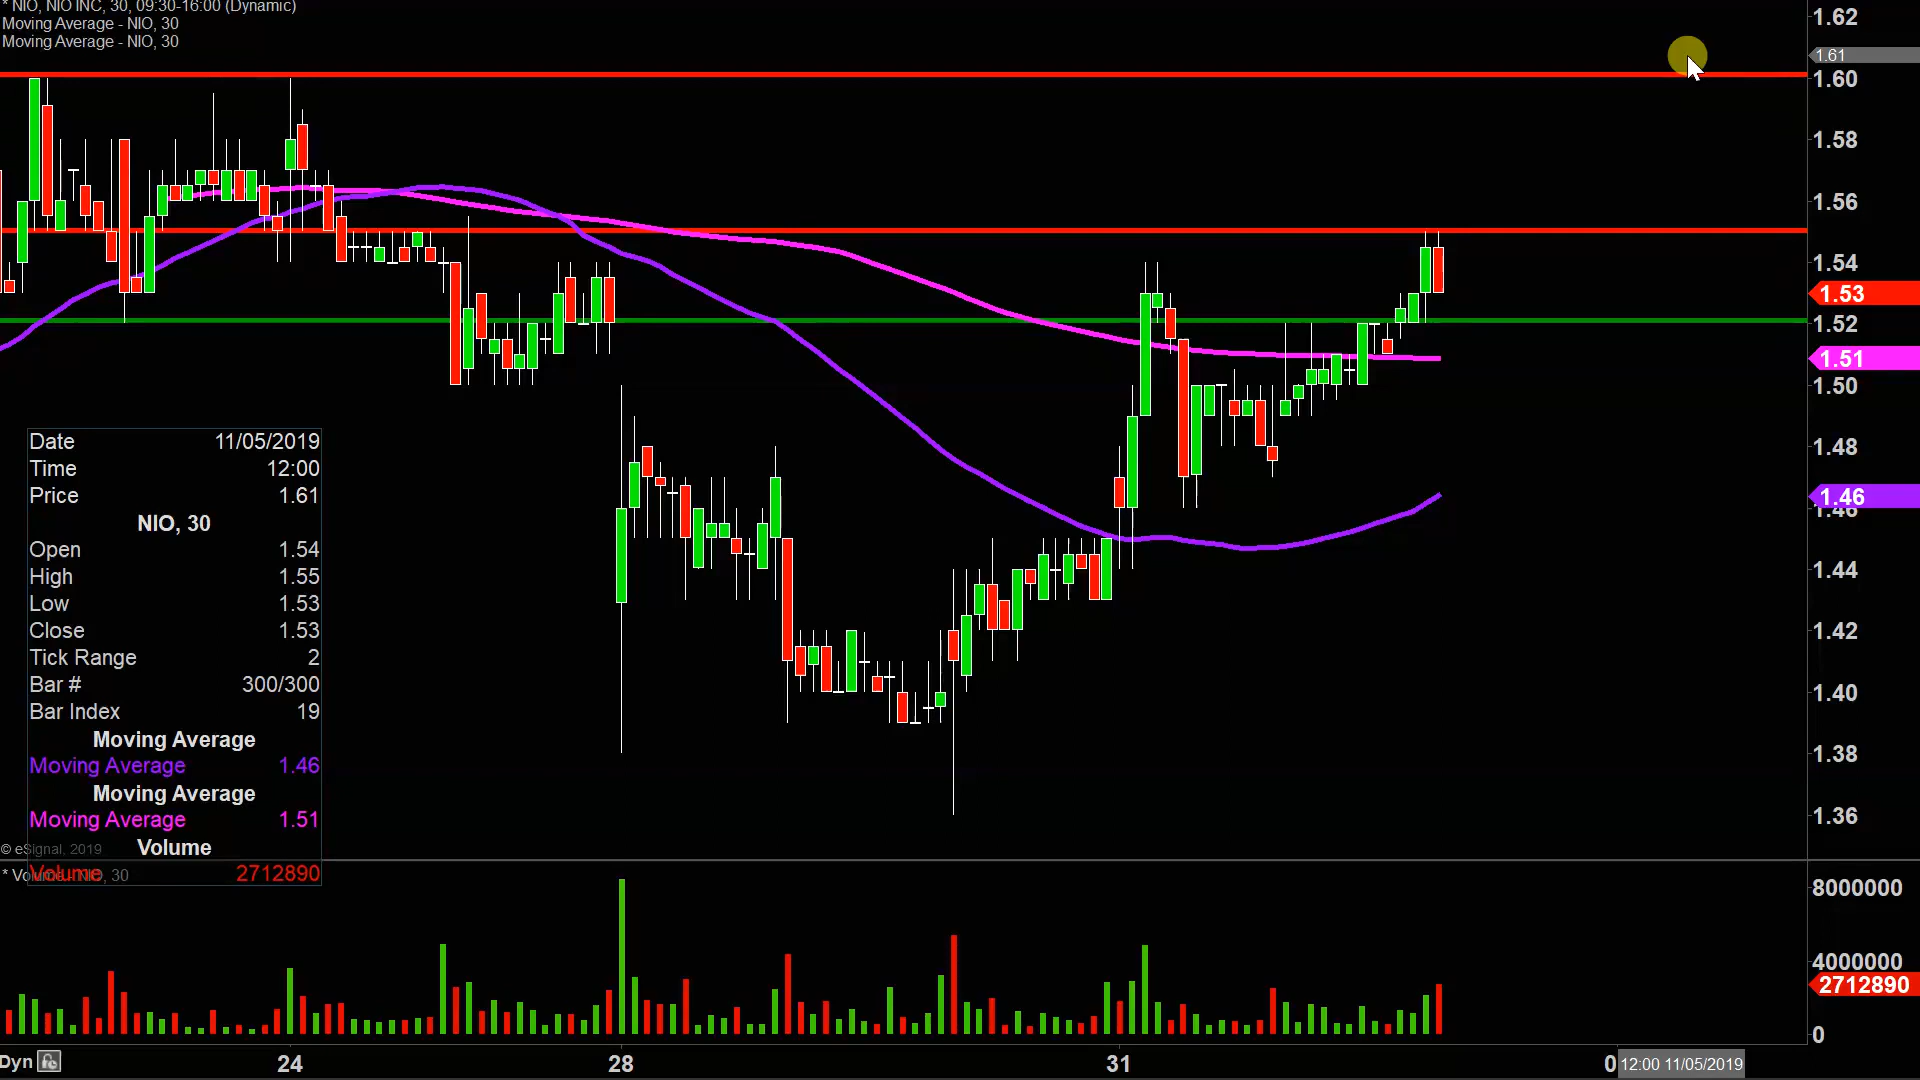 * NIO, NIO INC, 30, 09:30-16:00 (Dynamic)
Moving Average - NIO, 30
Moving Average - NIO, 30
1.62
1.61
1.60
1.58
1.56
1.54
1.53
1.52
1.51
1.50
1.48
1.46
1.46
1.44
1.42
1.40
1.38
1.36
Date 11/05/2019
Time 12:00
Price 1.61
NIO, 30
Open 1.54
High 1.55
Low 1.53
Close 1.53
Tick Range 2
Bar # 300/300
Bar Index 19
Moving Average
Moving Average 1.46
Moving Average
Moving Average 1.51
Volume
Volume 2712890
© eSignal, 2019
* Volume - NIO, 30
8000000
4000000
2712890
0
Dyn
24
28
31
0
12:00 11/05/2019